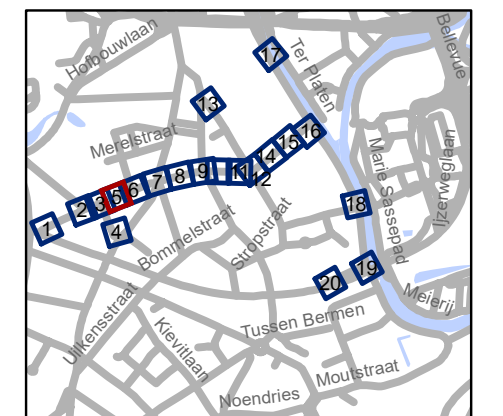 Hofbouwlaan
Ter Platen
Bellevue
17
13
Merelstraat
16
15
14
Marie Sassepad
Ijzerweglaan
11
12
9
8
7
6
5
3
2
1
4
18
Bommelstraat
Stropstraat
19
20
Uilkensstraat
Meierij
Kievitlaan
Tussen Bermen
Moutstraat
Noendries